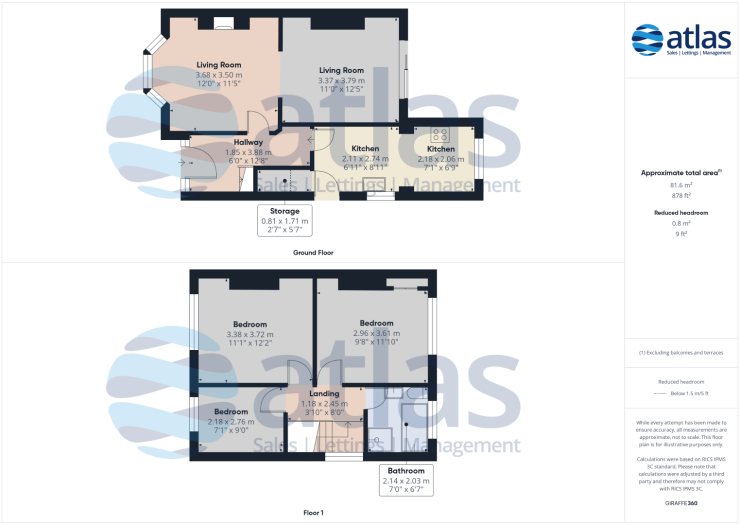 Living Room
3.68 x 3.50 m
12'0" x 11'5"
Living Room
3.37 x 3.79 m
11'0" x 12'5"
Hallway
1.85 x 3.88 m
6'0" x 12'8"
Kitchen
2.11 x 2.74 m
6'11" x 8'11"
Kitchen
2.18 x 2.06 m
7'1" x 6'9"
Storage
0.81 x 1.71 m
2'7" x 5'7"
atlas
Sales | Lettings | Management
Ground Floor
Bedroom
3.38 x 3.72 m
11'1" x 12'2"
Bedroom
2.96 x 3.61 m
9'8" x 11'10"
Landing
1.18 x 2.45 m
3'10" x 8'0"
Bedroom
2.18 x 2.76 m
7'1" x 9'0"
Bathroom
2.14 x 2.03 m
7'0" x 6'7"
atlas
Sales | Lettings | Management
Floor 1
atlas
Sales | Lettings | Management
Approximate total area(1)
81.6 m²
878 ft²
Reduced headroom
0.8 m²
9 ft²
(1) Excluding balconies and terraces
Reduced headroom
Below 1.5 m/5 ft
While every attempt has been made to
ensure accuracy, all measurements are
approximate, not to scale. This floor
plan is for illustrative purposes only.
Calculations were based on RICS IPMS
3C standard. Please note that
calculations were adjusted by a third
party and therefore may not comply
with RICS IPMS 3C.
GIRAFFE360